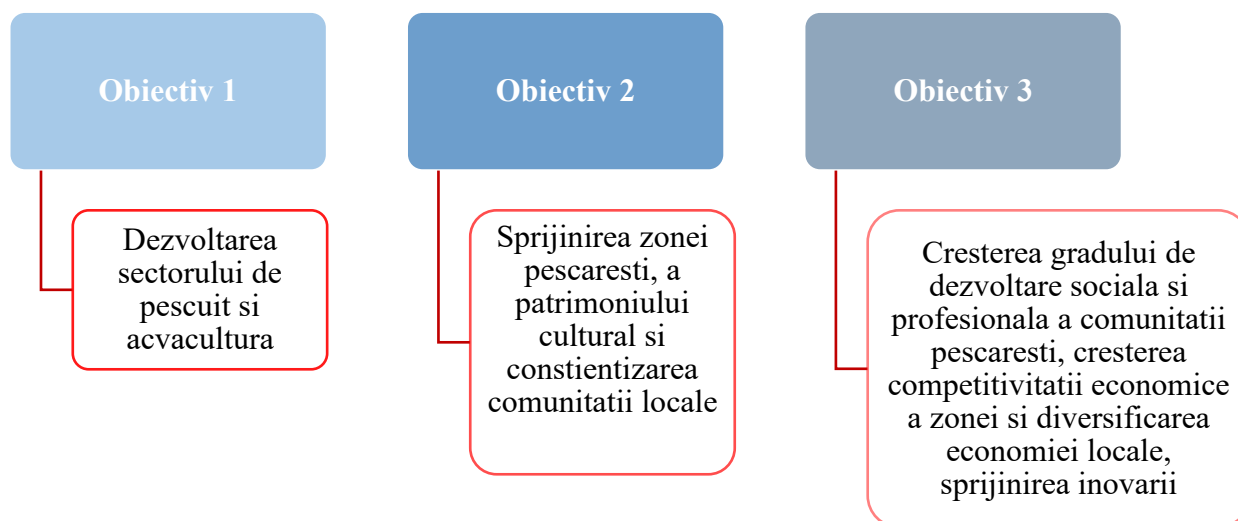 Obiectiv 1
Dezvoltarea
sectorului de
pescuit si
acvacultura
Obiectiv 2
Sprijinirea zonei
pescaresti, a
patrimoniului
cultural si
constientizarea
comunitatii locale
Obiectiv 3
Cresterea gradului de
dezvoltare sociala si
profesionala a comunitatii
pescaresti, cresterea
competitivitatii economice
a zonei si diversificarea
economiei locale,
sprijinirea inovarii